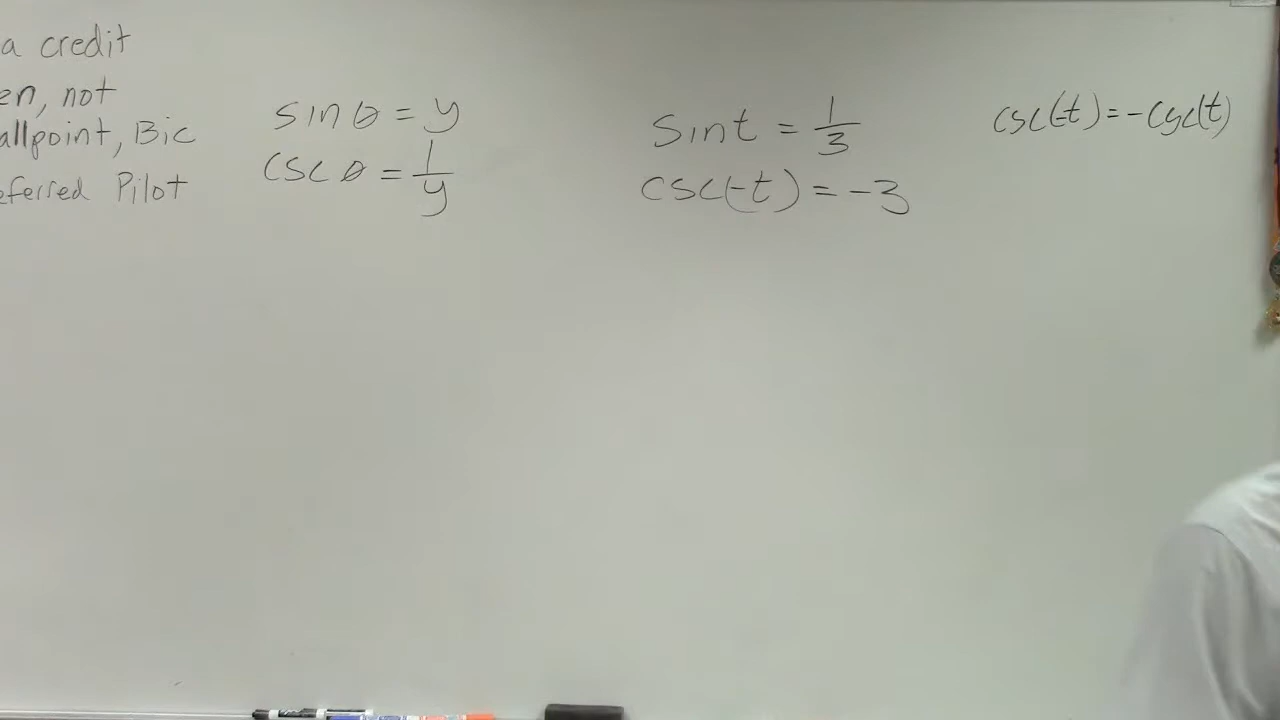 a credit
en, not
allpoint, Bic
eferred Pilot
sin θ = y
csc θ = 1/y
sin t = 1/3
csc(-t) = -3
csc(-t) = -csc(t)